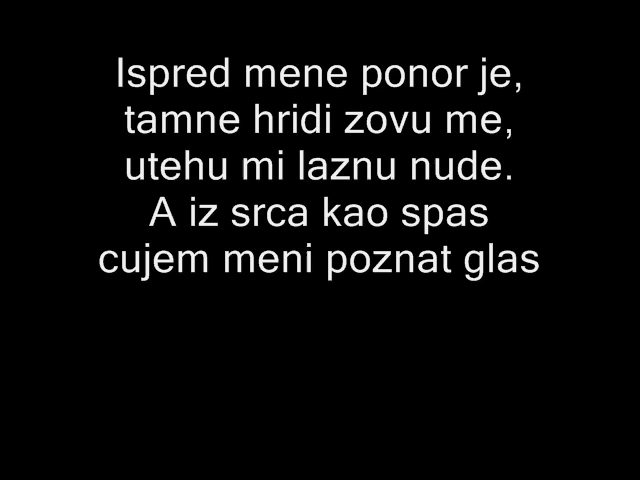 Ispred mene ponor je,
tamne hridi zovu me,
utehu mi laznu nude.
A iz srca kao spas
cujem meni poznat glas